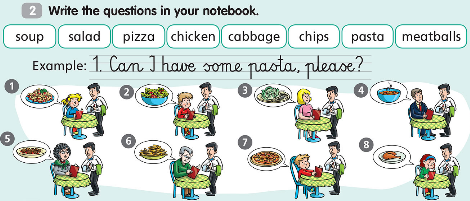 2 Write the questions in your notebook.
soup salad pizza chicken cabbage chips pasta meatballs
Example: 1. Can I have some pasta, please?
1 2 3 4
5 6 7 8